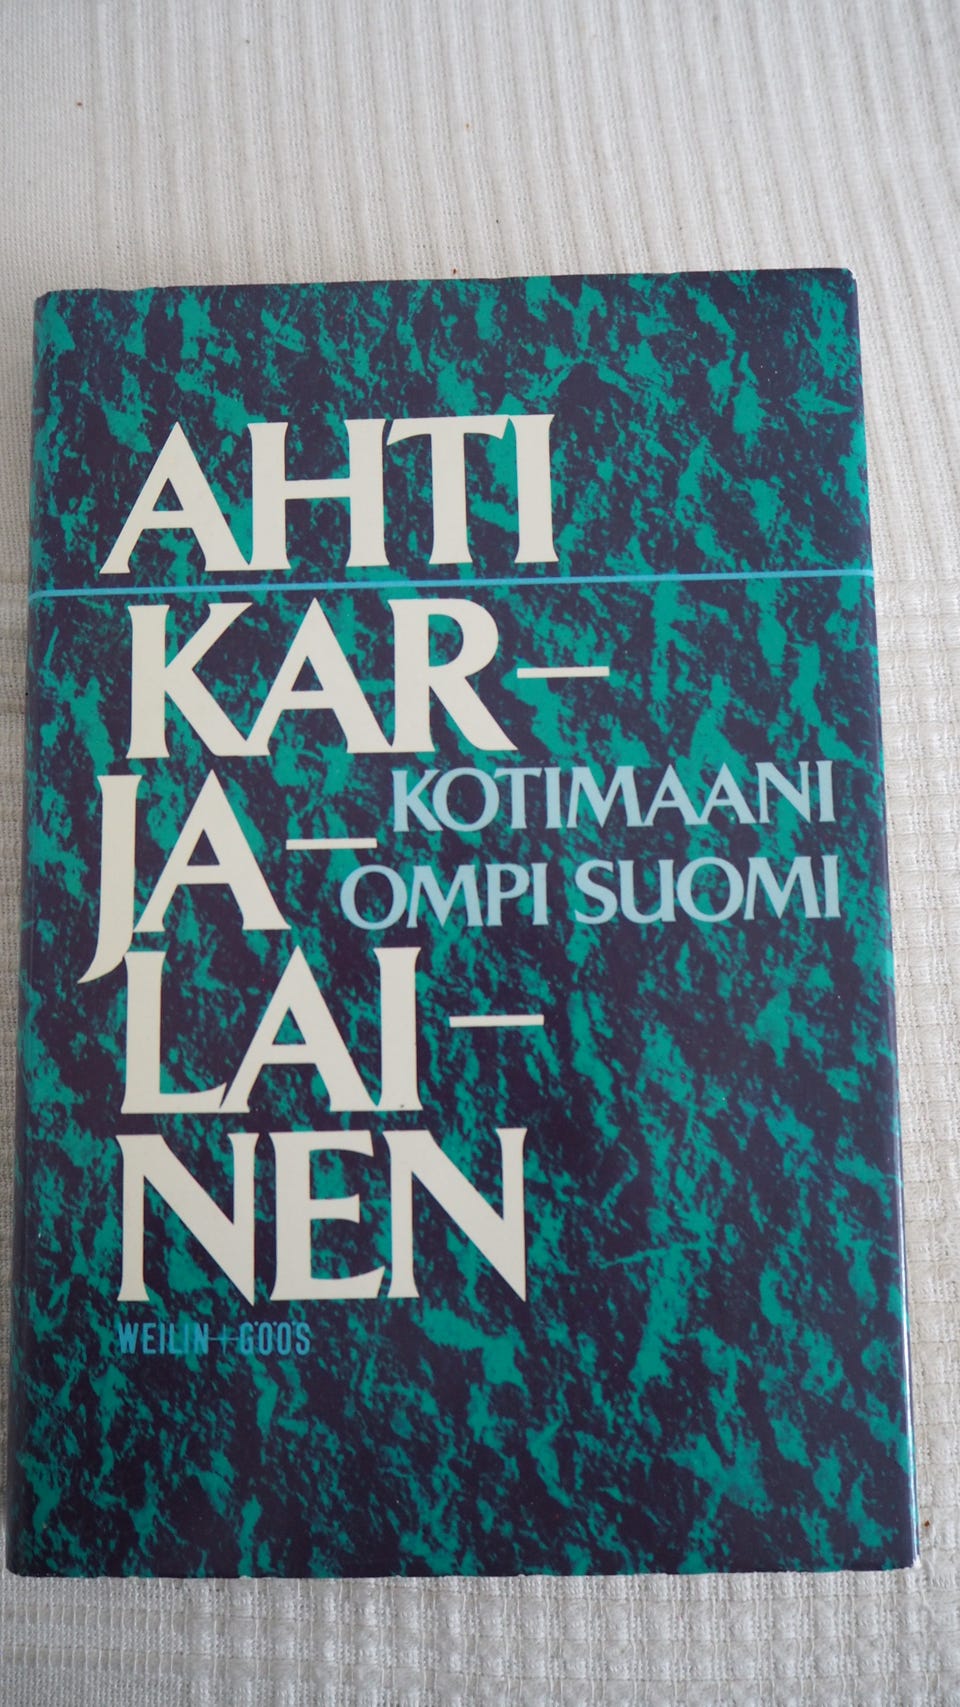 AHTI
KAR-
JA-
LAI-
NEN
KOTIMAANI
OMPI SUOMI
WEILIN+GÖÖS